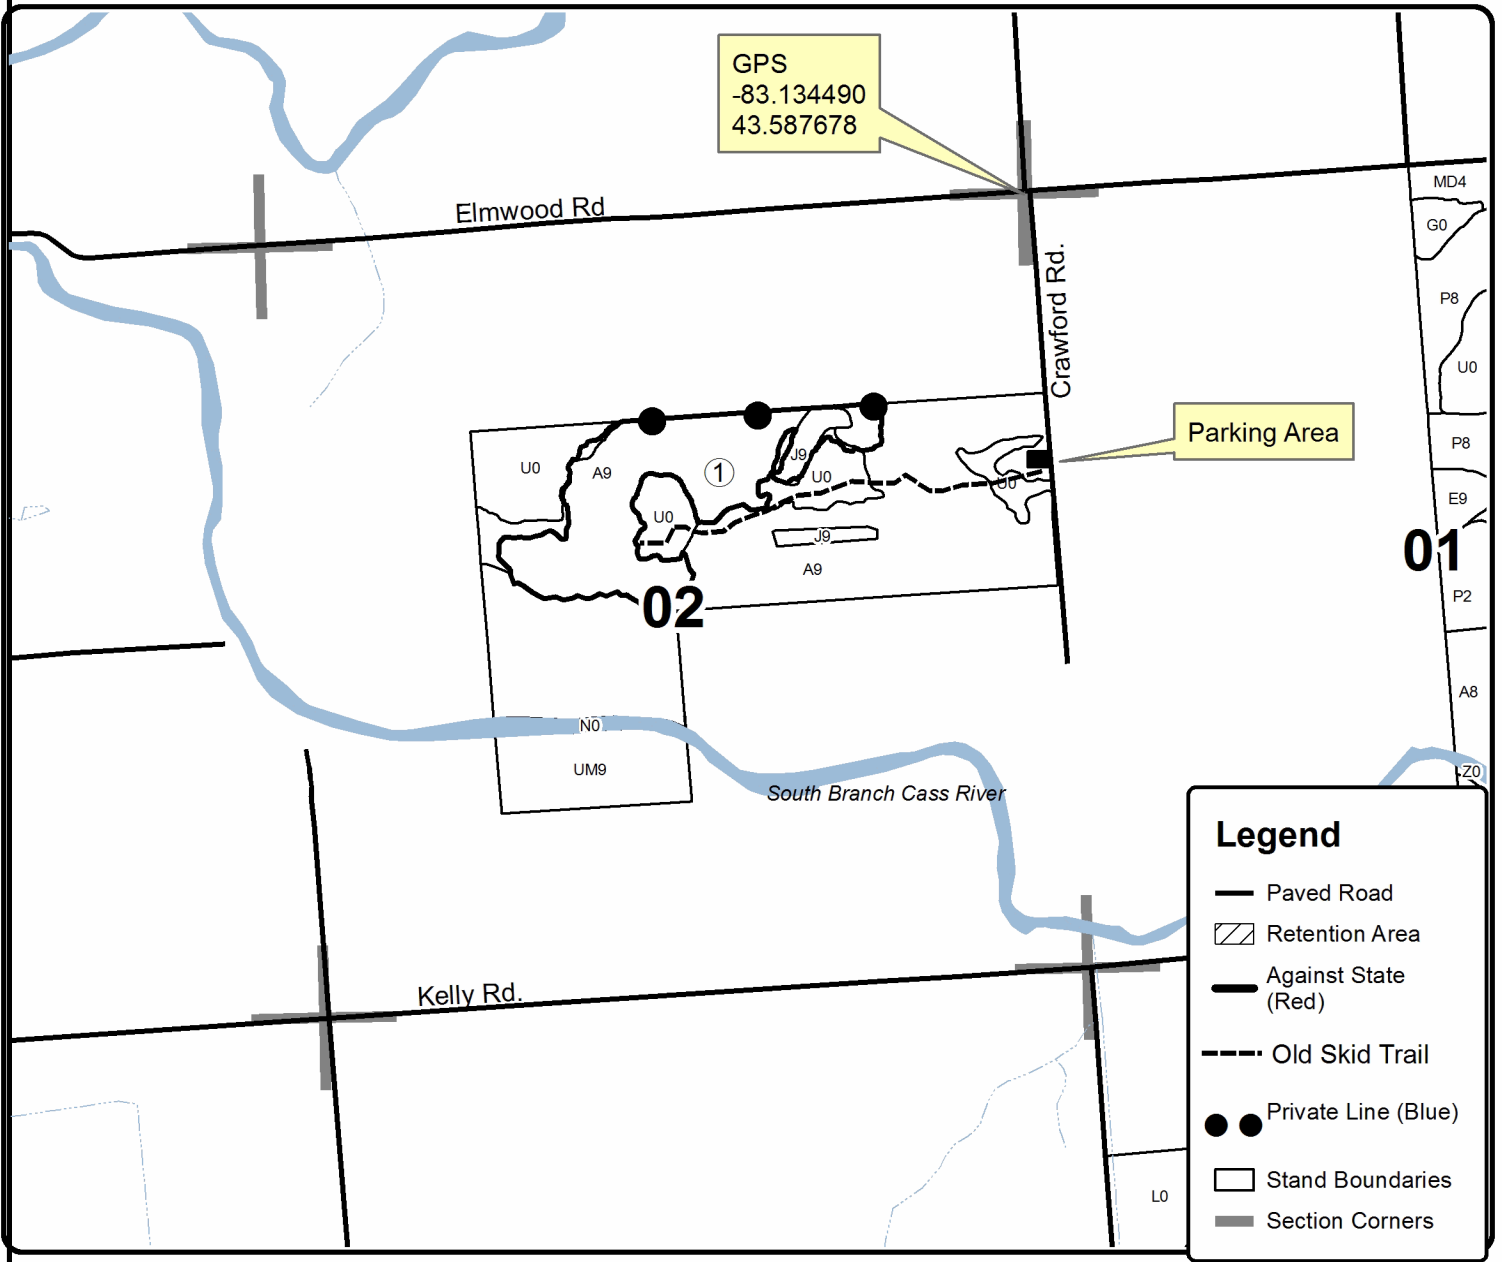 GPS
-83.134490
43.587678
Elmwood Rd
Crawford Rd.
MD4
G0
P8
U0
Parking Area
P8
U0
A9
1
J9
U0
U0
E9
U0
J9
A9
01
02
P2
A8
N0
UM9
Z0
South Branch Cass River
Kelly Rd.
L0
Legend
Paved Road
Retention Area
Against State
(Red)
Old Skid Trail
Private Line (Blue)
Stand Boundaries
Section Corners